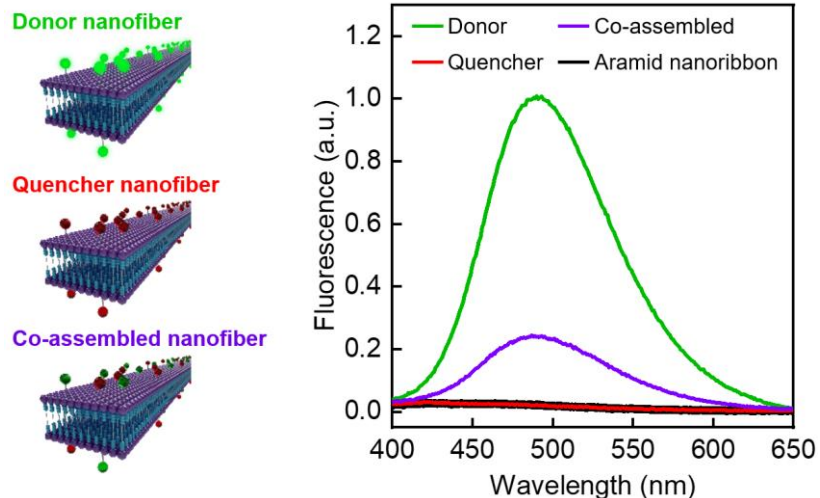 Donor nanofiber
Quencher nanofiber
Co-assembled nanofiber
Donor
Co-assembled
Quencher
Aramid nanoribbon
Fluorescence (a.u.)
1.2
1.0
0.8
0.6
0.4
0.2
0.0
400 450 500 550 600 650
Wavelength (nm)